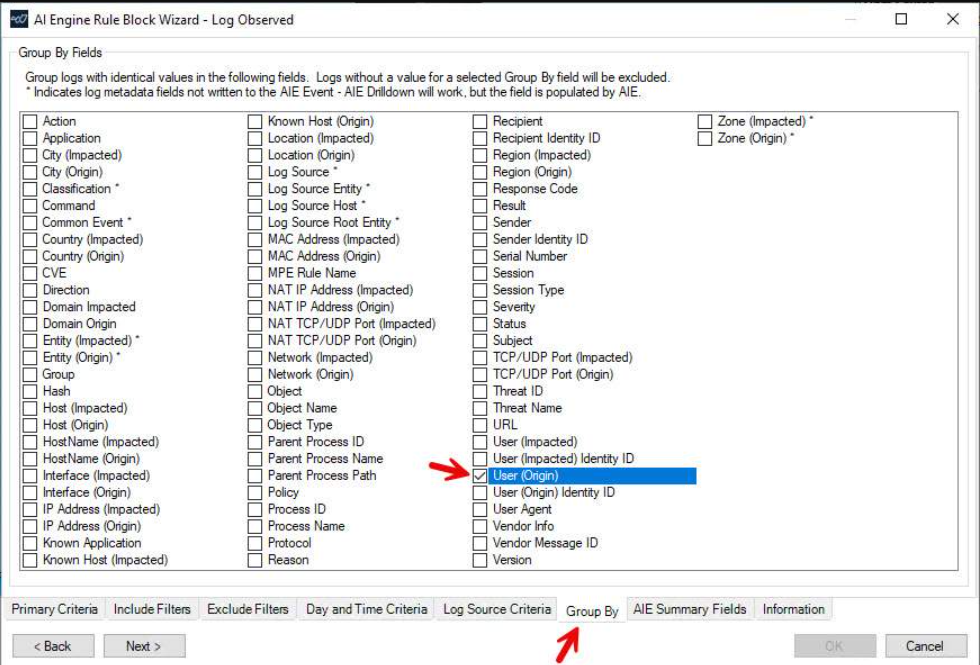 AI Engine Rule Block Wizard - Log Observed
Group By Fields
Group logs with identical values in the following fields. Logs without a value for a selected Group By field will be excluded.
* Indicates log metadata fields not written to the AIE Event - AIE Drilldown will work, but the field is populated by AIE.
Action
Application
City (Impacted)
City (Origin)
Classification *
Command
Common Event *
Country (Impacted)
Country (Origin)
CVE
Direction
Domain Impacted
Domain Origin
Entity (Impacted) *
Entity (Origin) *
Group
Hash
Host (Impacted)
Host (Origin)
HostName (Impacted)
HostName (Origin)
Interface (Impacted)
Interface (Origin)
IP Address (Impacted)
IP Address (Origin)
Known Application
Known Host (Impacted)
Known Host (Origin)
Location (Impacted)
Location (Origin)
Log Source *
Log Source Entity *
Log Source Host *
Log Source Root Entity *
MAC Address (Impacted)
MAC Address (Origin)
MPE Rule Name
NAT IP Address (Impacted)
NAT IP Address (Origin)
NAT TCP/UDP Port (Impacted)
NAT TCP/UDP Port (Origin)
Network (Impacted)
Network (Origin)
Object
Object Name
Object Type
Parent Process ID
Parent Process Name
Parent Process Path
Policy
Process ID
Process Name
Protocol
Reason
Recipient
Recipient Identity ID
Region (Impacted)
Region (Origin)
Response Code
Result
Sender
Sender Identity ID
Serial Number
Session
Session Type
Severity
Status
Subject
TCP/UDP Port (Impacted)
TCP/UDP Port (Origin)
Threat ID
Threat Name
URL
User (Impacted)
User (Impacted) Identity ID
User (Origin)
User (Origin) Identity ID
User Agent
Vendor Info
Vendor Message ID
Version
Zone (Impacted) *
Zone (Origin) *
Primary Criteria Include Filters Exclude Filters Day and Time Criteria Log Source Criteria Group By AIE Summary Fields Information
< Back Next > OK Cancel